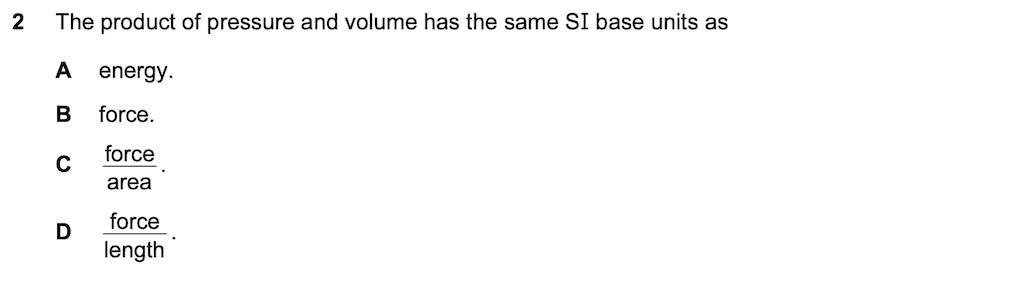 2 The product of pressure and volume has the same SI base units as
A energy.
B force.
C force
area .
D force
length .